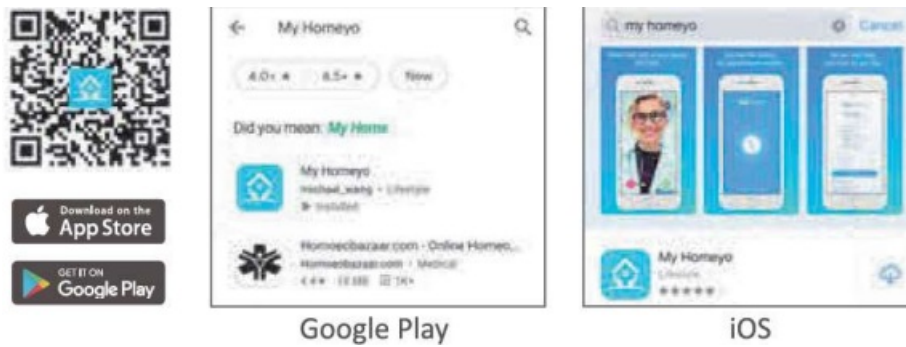 Download on the
App Store
GET IT ON
Google Play
My Homeyo
4.0+ ★ 4.5+ ★ New
Did you mean: My Home
My Homeyo
michael_wang • Lifestyle
Installed
Homoeobazaar.com - Online Homeo...
Homoeobazaar.com • Medical
1K+
Google Play
my homeyo
Cancel
My Homeyo
Lifestyle
★★★★★
iOS